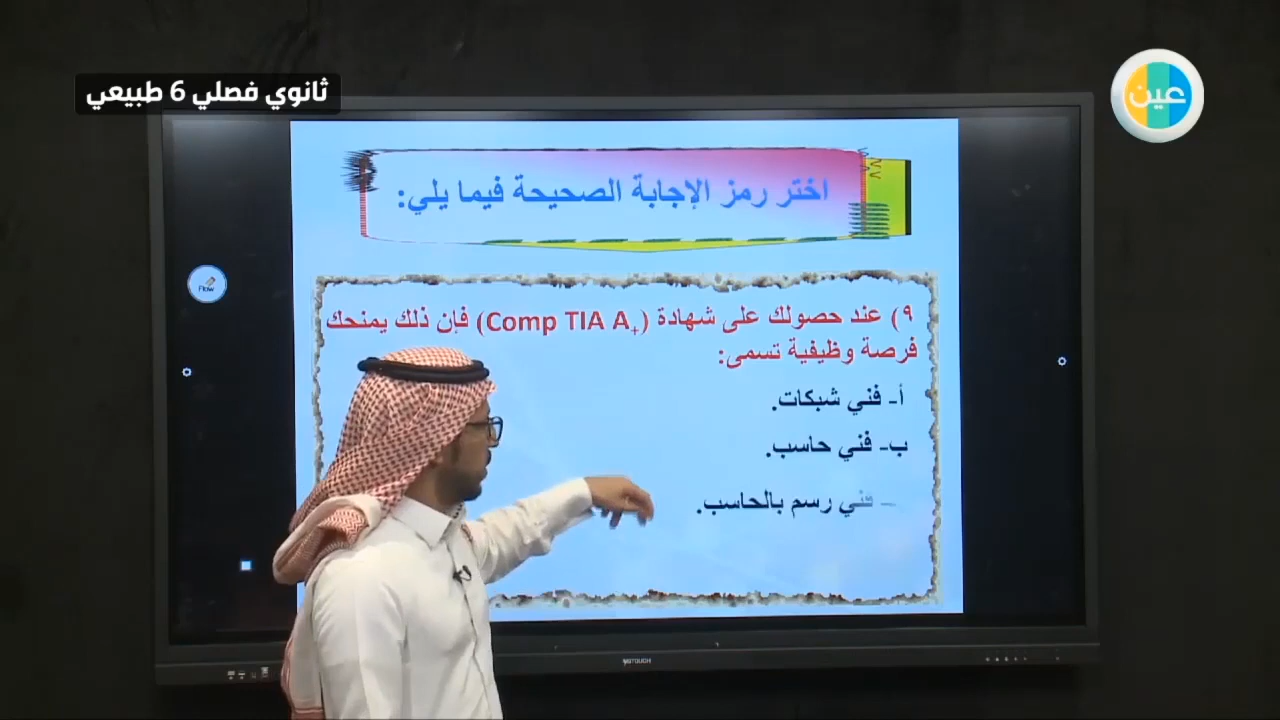 ثانوي فصلي 6 طبيعي
عين
اختر رمز الإجابة الصحيحة فيما يلي:
٩) عند حصولك على شهادة (Comp TIA A+) فإن ذلك يمنحك
فرصة وظيفية تسمى:
أ- فني شبكات.
ب- فني حاسب.
- فني رسم بالحاسب.
Flow